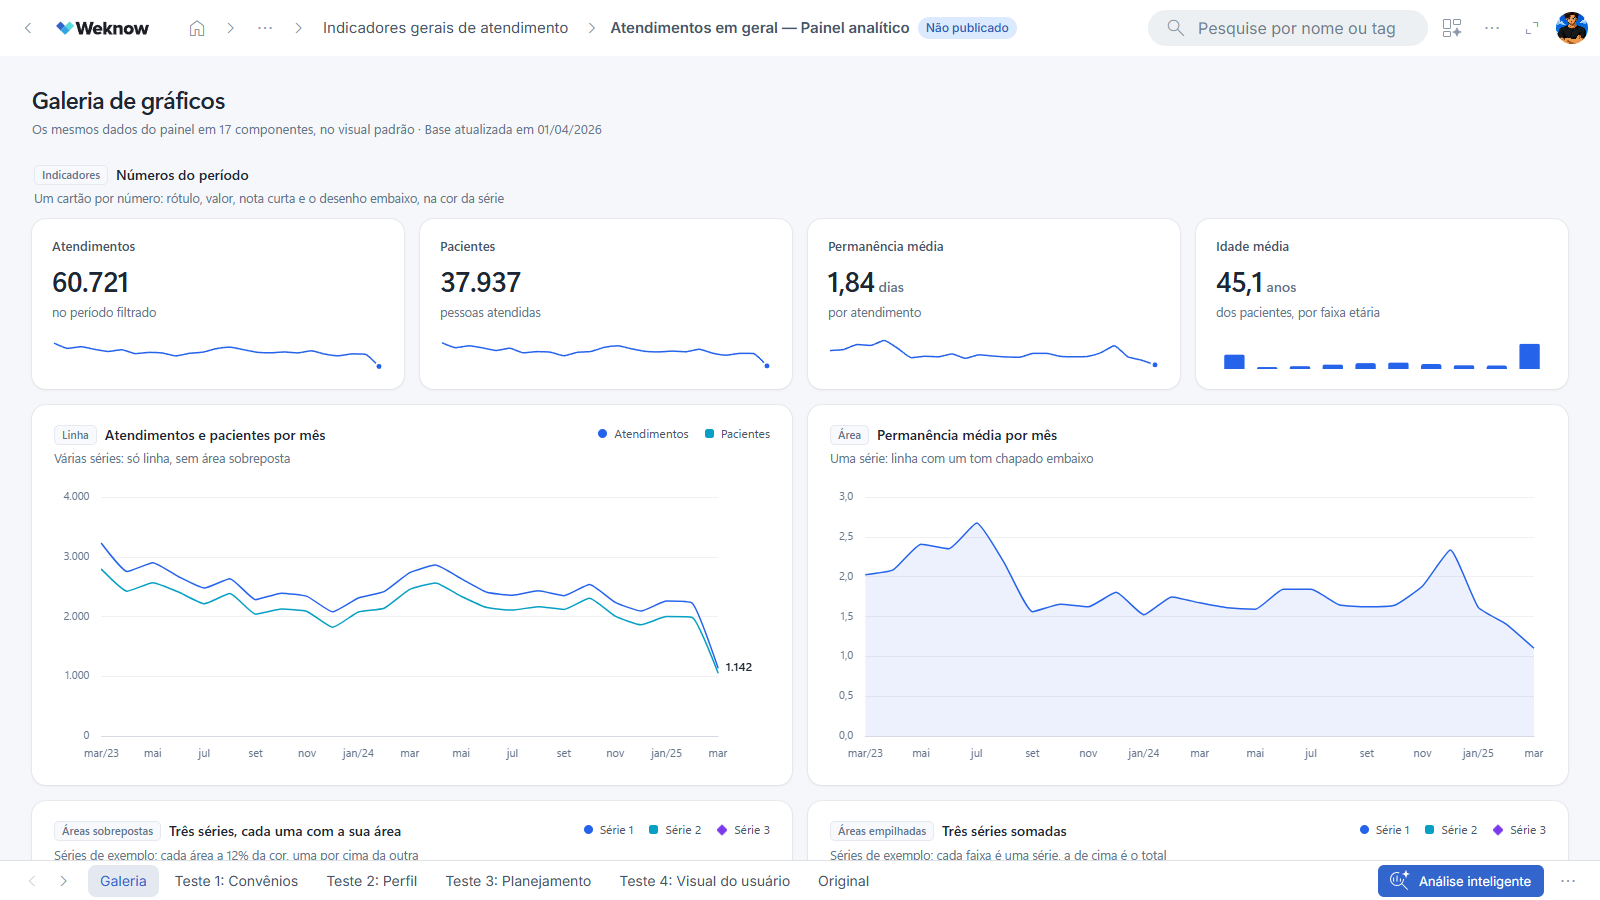 Weknow
...
Indicadores gerais de atendimento
Atendimentos em geral — Painel analítico
Não publicado
Pesquise por nome ou tag
Galeria de gráficos
Os mesmos dados do painel em 17 componentes, no visual padrão · Base atualizada em 01/04/2026
Indicadores Números do período
Um cartão por número: rótulo, valor, nota curta e o desenho embaixo, na cor da série
Atendimentos
60.721
no período filtrado
Pacientes
37.937
pessoas atendidas
Permanência média
1,84 dias
por atendimento
Idade média
45,1 anos
dos pacientes, por faixa etária
Linha Atendimentos e pacientes por mês
Atendimentos Pacientes
Várias séries: só linha, sem área sobreposta
4.000
3.000
2.000
1.000
0
1.142
mar/23 mai jul set nov jan/24 mar mai jul set nov jan/25 mar
Área Permanência média por mês
Uma série: linha com um tom chapado embaixo
3,0
2,5
2,0
1,5
1,0
0,5
0,0
mar/23 mai jul set nov jan/24 mar mai jul set nov jan/25 mar
Áreas sobrepostas Três séries, cada uma com a sua área
Série 1 Série 2 Série 3
Séries de exemplo: cada área a 12% da cor, uma por cima da outra
Áreas empilhadas Três séries somadas
Série 1 Série 2 Série 3
Séries de exemplo: cada faixa é uma série, a de cima é o total
Galeria
Teste 1: Convênios
Teste 2: Perfil
Teste 3: Planejamento
Teste 4: Visual do usuário
Original
Análise inteligente